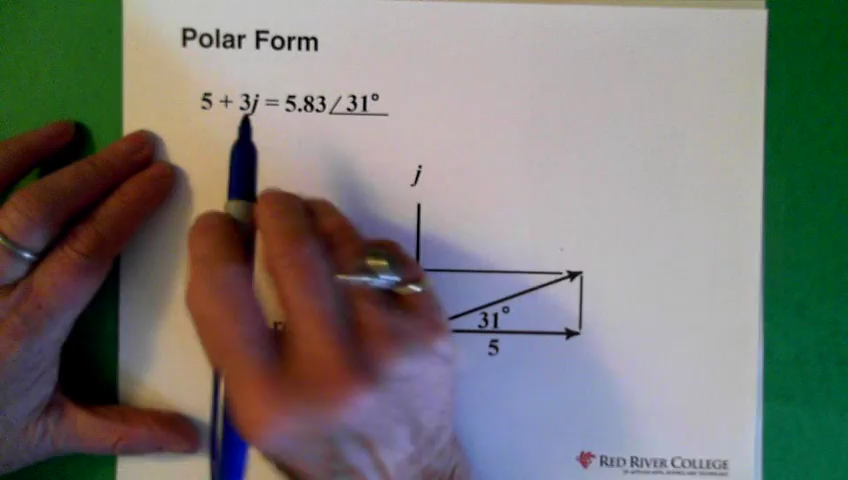 Polar Form
5 + 3j = 5.83∠31°
j
31°
5
RED RIVER COLLEGE